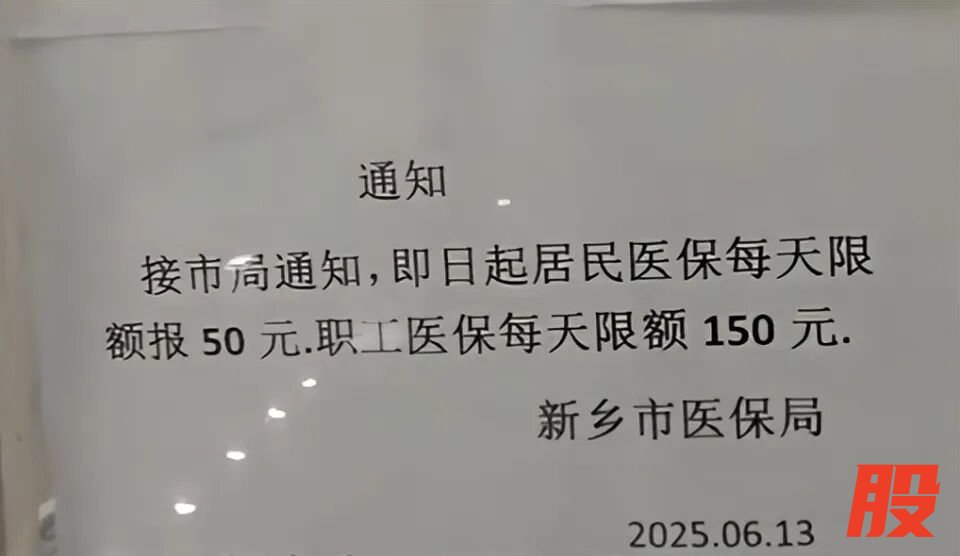 通知
接市局通知,即日起居民医保每天限
额报 50 元.职工医保每天限额 150 元.
新乡市医保局
2025.06.13
股